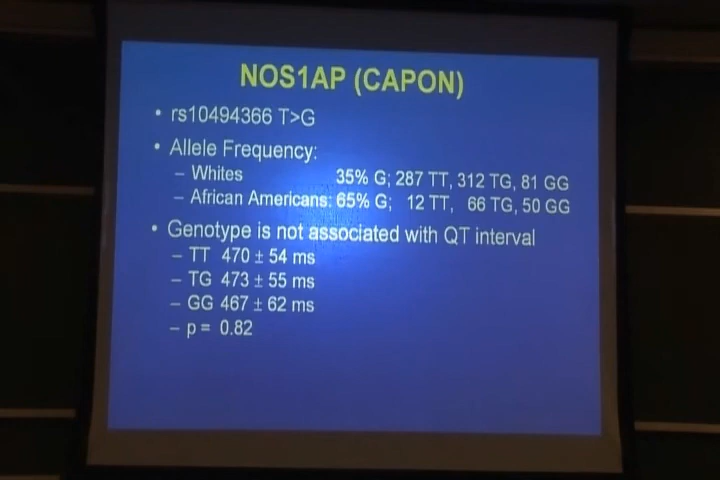 NOS1AP (CAPON)
• rs10494366 T>G
• Allele Frequency:
– Whites 35% G; 287 TT, 312 TG, 81 GG
– African Americans: 65% G; 12 TT, 66 TG, 50 GG
• Genotype is not associated with QT interval
– TT 470 ± 54 ms
– TG 473 ± 55 ms
– GG 467 ± 62 ms
– p = 0.82